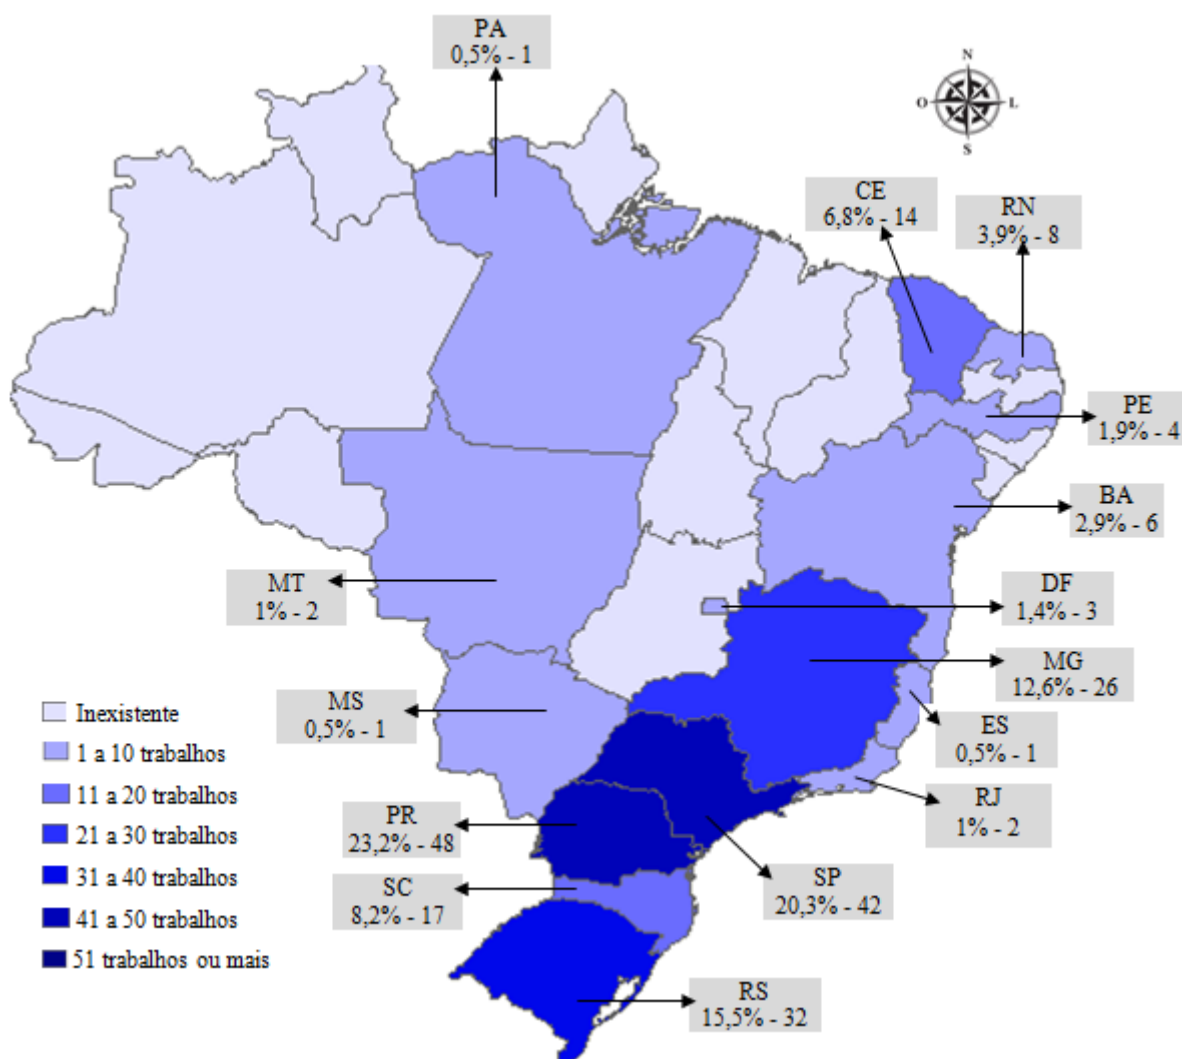 PA
0,5% - 1
N
O
L
S
CE
6,8% - 14
RN
3,9% - 8
PE
1,9% - 4
BA
2,9% - 6
MT
1% - 2
DF
1,4% - 3
MG
12,6% - 26
MS
0,5% - 1
ES
0,5% - 1
RJ
1% - 2
PR
23,2% - 48
SP
20,3% - 42
SC
8,2% - 17
RS
15,5% - 32
Inexistente
1 a 10 trabalhos
11 a 20 trabalhos
21 a 30 trabalhos
31 a 40 trabalhos
41 a 50 trabalhos
51 trabalhos ou mais